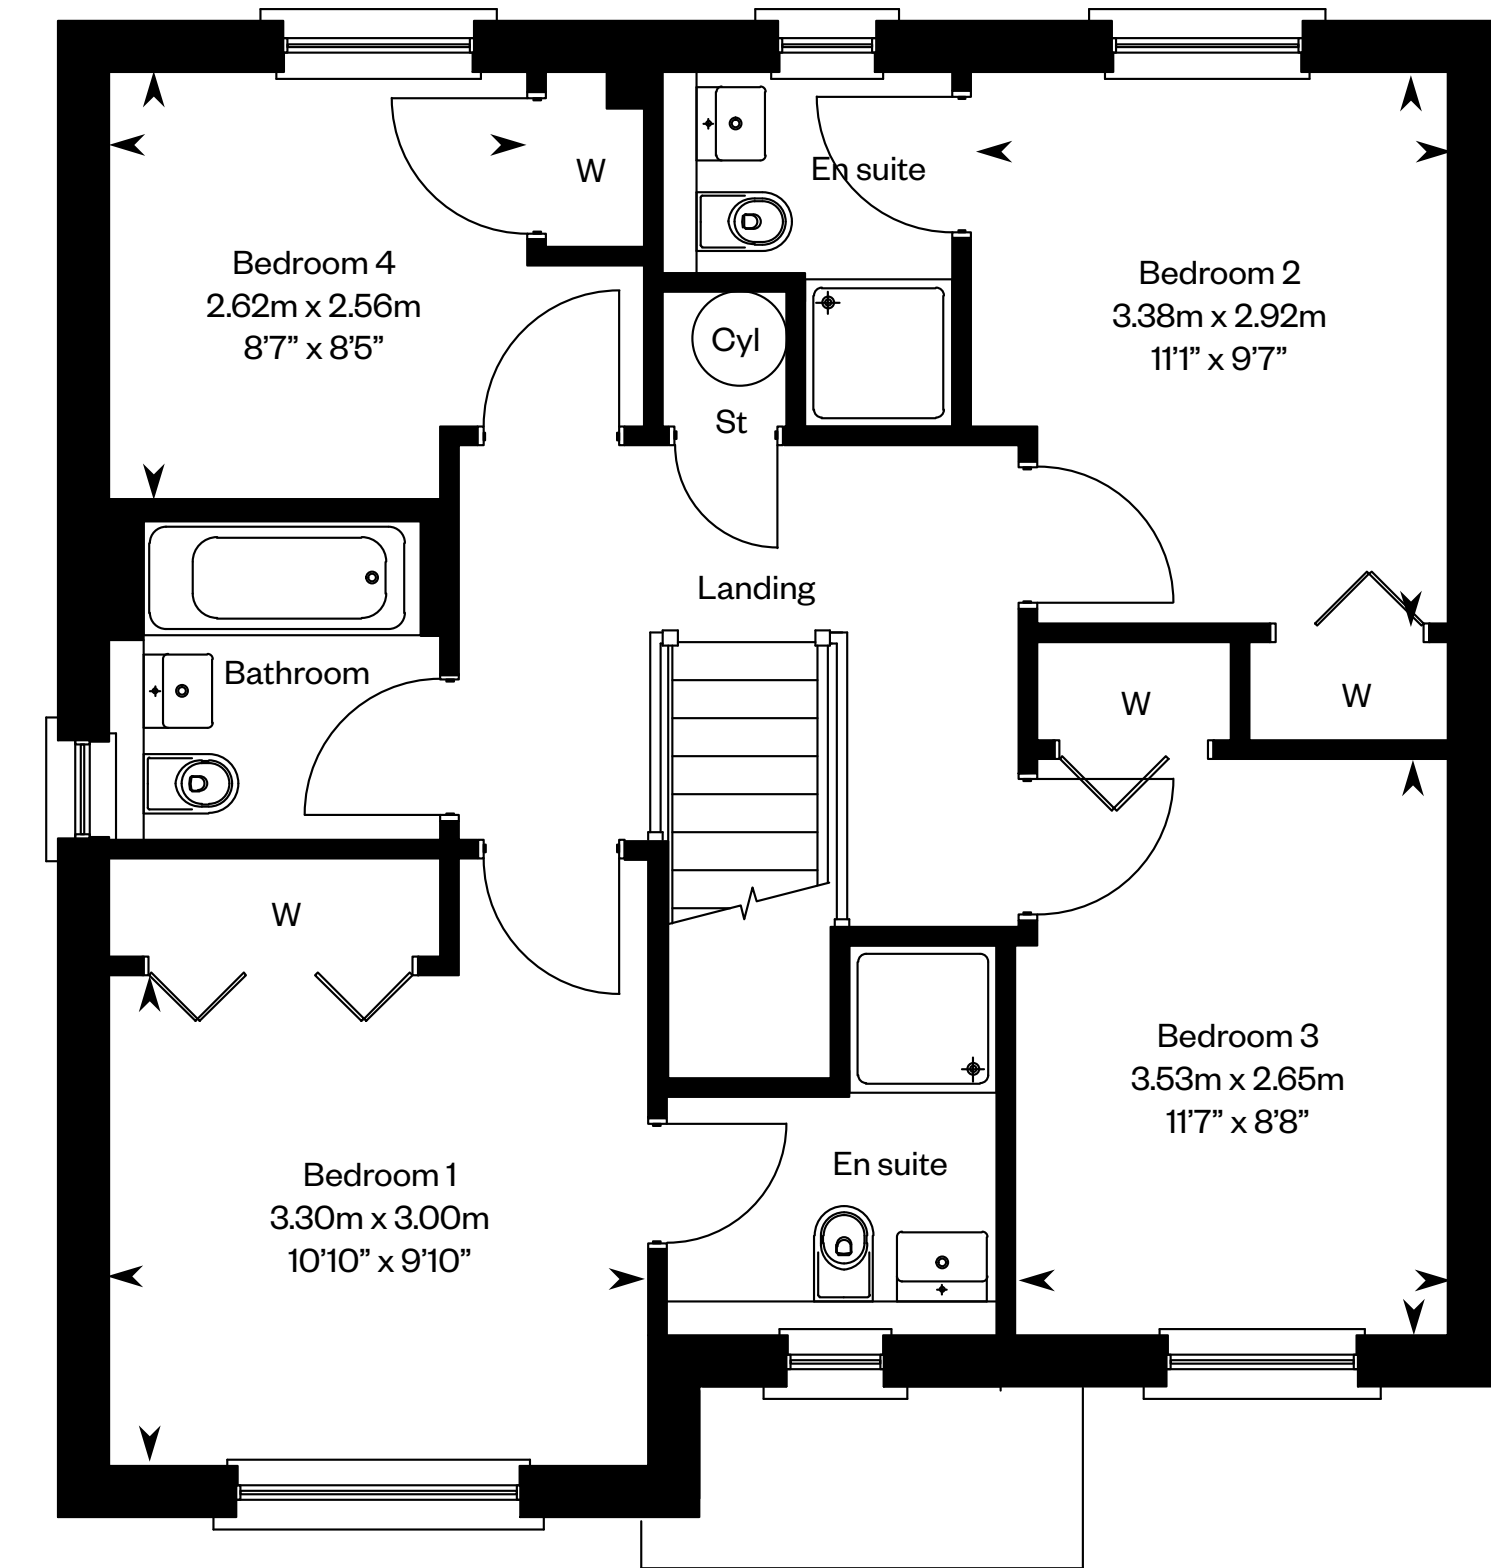 W
En suite
Bedroom 4
2.62m x 2.56m
8’7” x 8’5”
Bedroom 2
3.38m x 2.92m
11’1” x 9’7”
Cyl
St
Landing
Bathroom
W
W
W
Bedroom 3
3.53m x 2.65m
11’7” x 8’8”
Bedroom 1
3.30m x 3.00m
10’10” x 9’10”
En suite